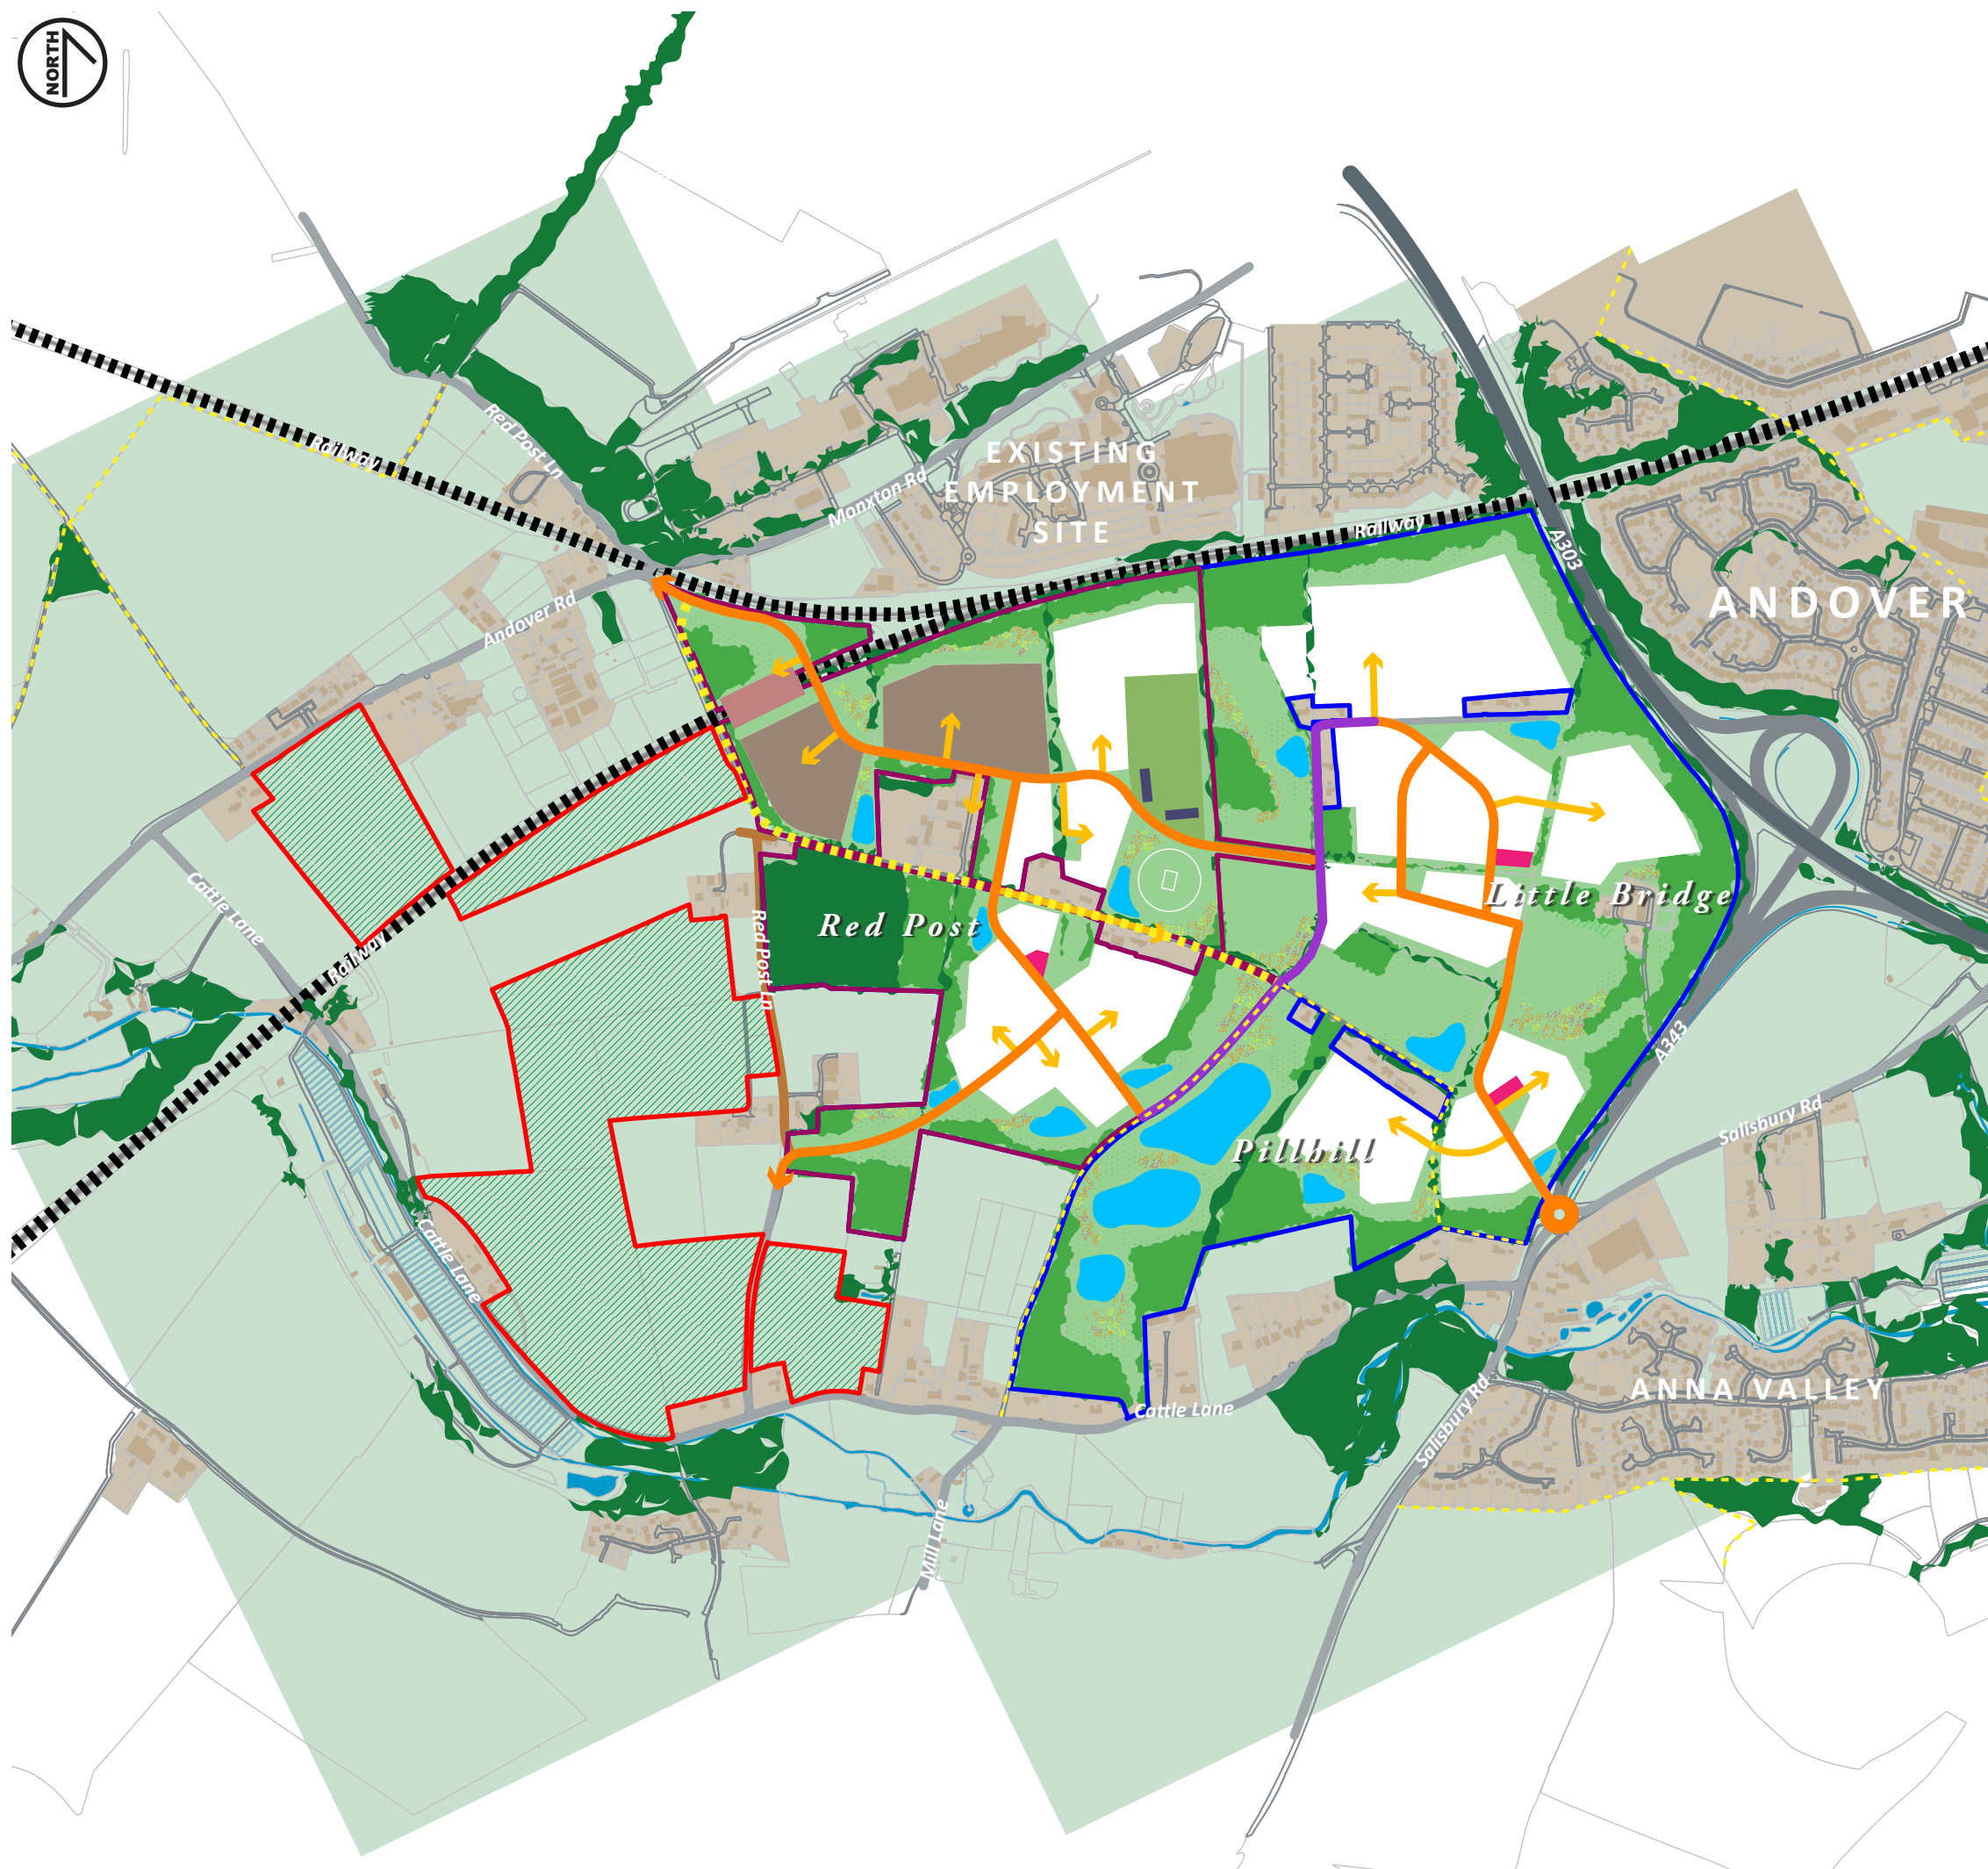 NORTH
Railway
Red Post Ln
Monxton Rd
EXISTING
EMPLOYMENT
SITE
Railway
A303
ANDOVER
Andover Rd
Cattle Lane
Railway
Red Post
Red Post Ln
Little Bridge
A343
Salisbury Rd
Pillhill
Cattle Lane
Cattle Lane
ANNA VALLEY
Salisbury Rd
Mill Lane